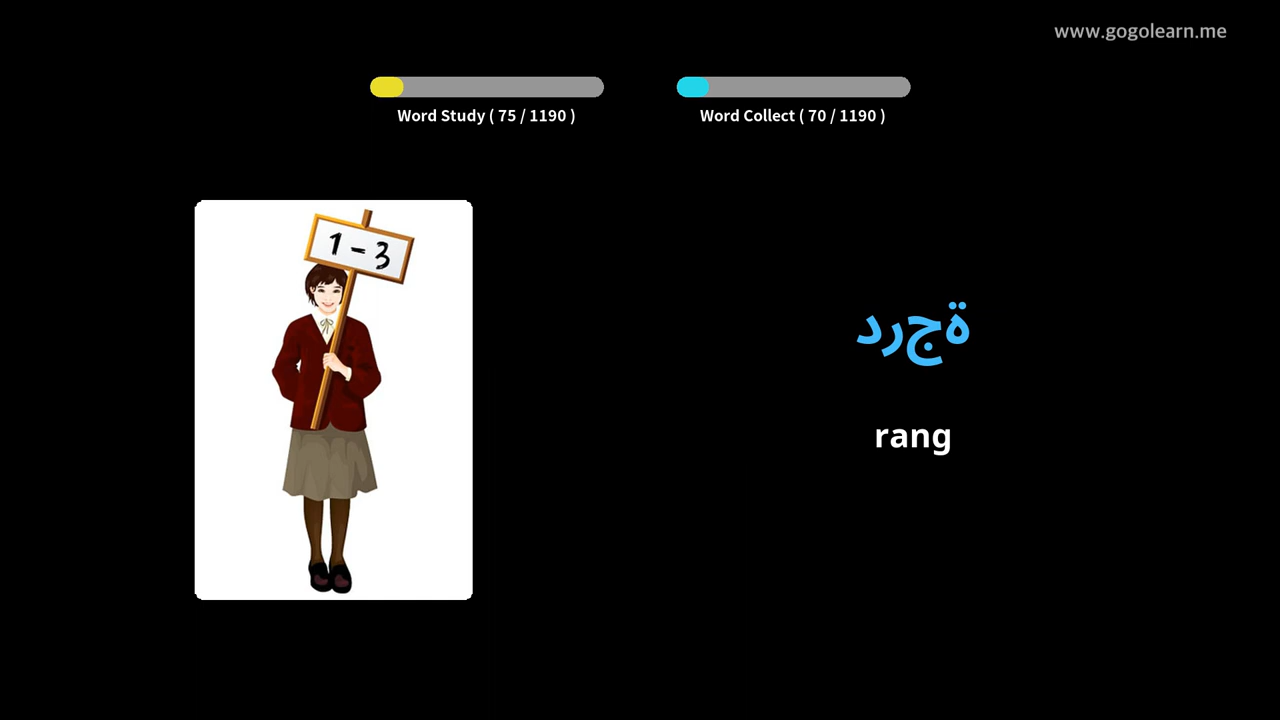 www.gogolearn.me
Word Study ( 75 / 1190 )
Word Collect ( 70 / 1190 )
1 - 3
ةجرد
rang